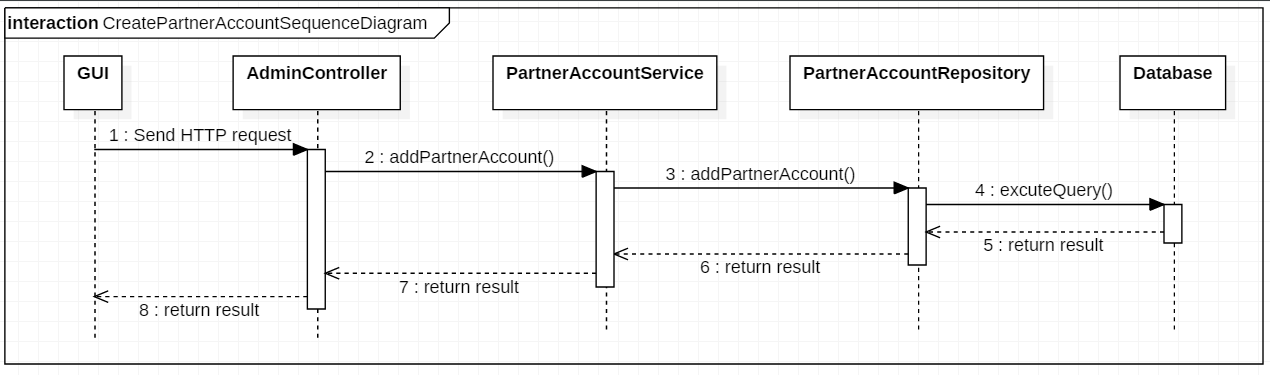 interaction CreatePartnerAccountSequenceDiagram
GUI
AdminController
PartnerAccountService
PartnerAccountRepository
Database
1 : Send HTTP request
2 : addPartnerAccount()
3 : addPartnerAccount()
4 : excuteQuery()
5 : return result
6 : return result
7 : return result
8 : return result